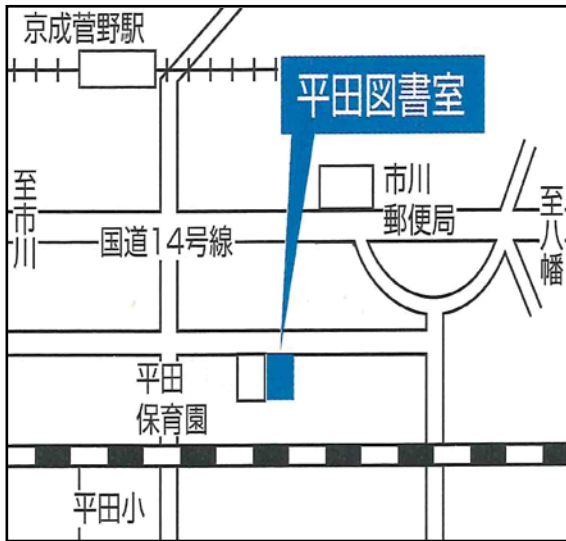 京成菅野駅
平田図書室
至市川
市川
郵便局
至八幡
国道14号線
平田
保育園
平田小